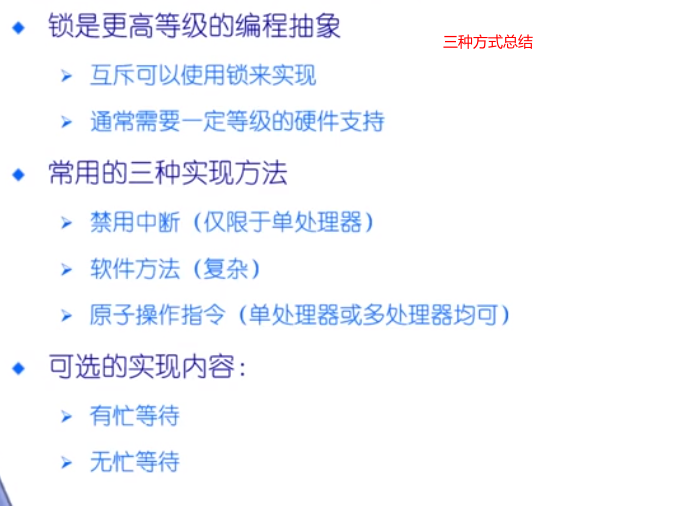 锁是更高等级的编程抽象
三种方式总结
互斥可以使用锁来实现
通常需要一定等级的硬件支持
常用的三种实现方法
禁用中断（仅限于单处理器）
软件方法（复杂）
原子操作指令（单处理器或多处理器均可）
可选的实现内容：
有忙等待
无忙等待